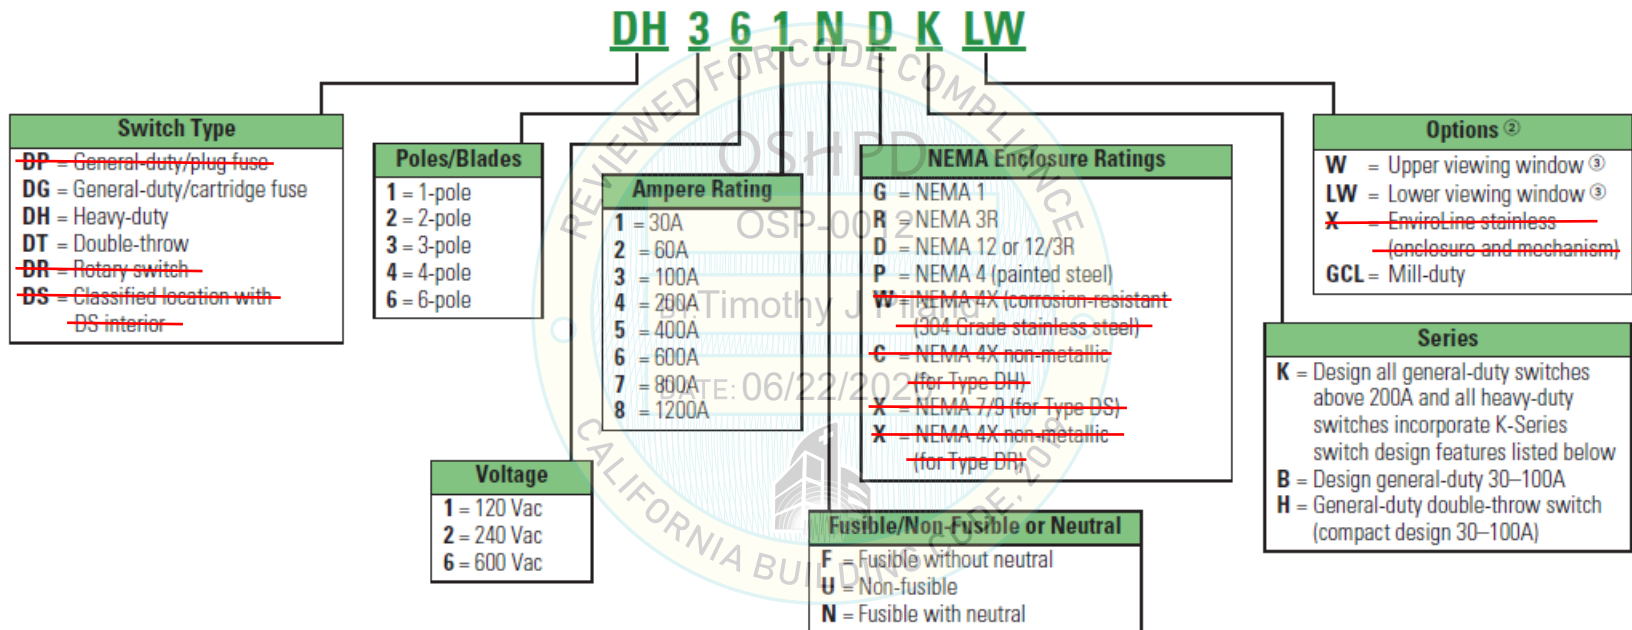 DH 3 6 1 N D K LW
Switch Type
DP = General-duty/plug fuse
DG = General-duty/cartridge fuse
DH = Heavy-duty
DT = Double-throw
DR = Rotary switch
DS = Classified location with
DS interior
Poles/Blades
1 = 1-pole
2 = 2-pole
3 = 3-pole
4 = 4-pole
6 = 6-pole
Voltage
1 = 120 Vac
2 = 240 Vac
6 = 600 Vac
Ampere Rating
1 = 30A
2 = 60A
3 = 100A
4 = 200A
5 = 400A
6 = 600A
7 = 800A
8 = 1200A
Fusible/Non-Fusible or Neutral
F = Fusible without neutral
U = Non-fusible
N = Fusible with neutral
NEMA Enclosure Ratings
G = NEMA 1
R = NEMA 3R
D = NEMA 12 or 12/3R
P = NEMA 4 (painted steel)
W = NEMA 4X (corrosion-resistant
(304 Grade stainless steel)
C = NEMA 4X non-metallic
(for Type DH)
X = NEMA 7/9 (for Type DS)
X = NEMA 4X non-metallic
(for Type DR)
Options ②
W = Upper viewing window ③
LW = Lower viewing window ③
X = EnviroLine stainless
(enclosure and mechanism)
GCL = Mill-duty
Series
K = Design all general-duty switches
above 200A and all heavy-duty
switches incorporate K-Series
switch design features listed below
B = Design general-duty 30–100A
H = General-duty double-throw switch
(compact design 30–100A)
REVIEWED FOR CODE COMPLIANCE
OSHPD
OSP-0012
Timothy J Piland
DATE: 06/22/2020
CALIFORNIA BUILDING CODE, 2019